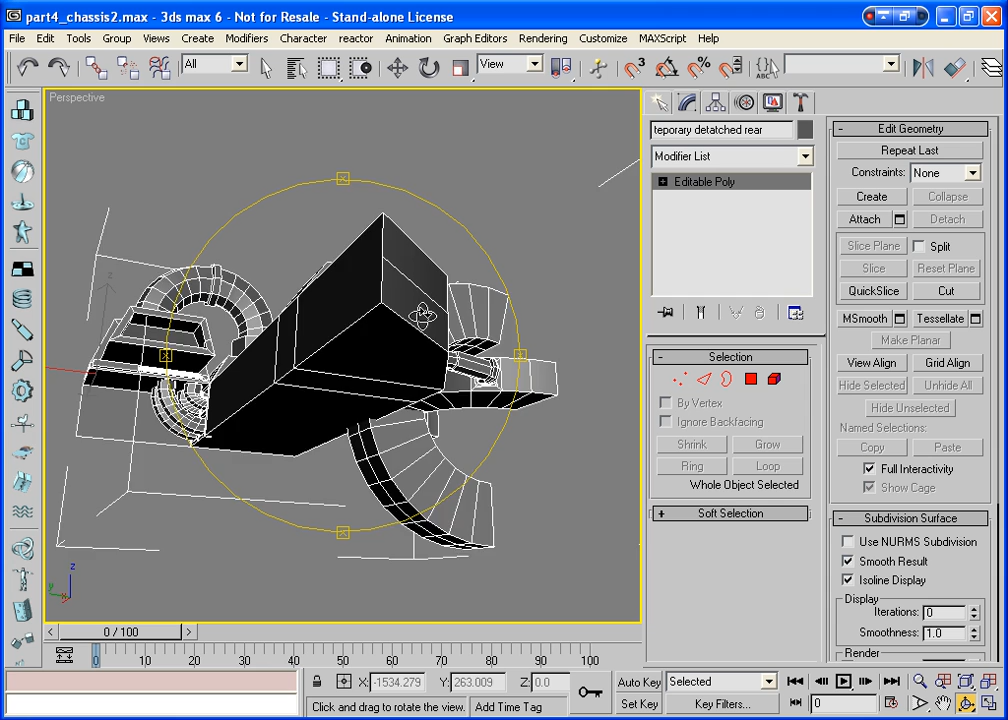 part4_chassis2.max - 3ds max 6 - Not for Resale - Stand-alone License
File Edit Tools Group Views Create Modifiers Character reactor Animation Graph Editors Rendering Customize MAXScript Help
All View 3 % ABC
Perspective
teporary detatched rear
Modifier List
Editable Poly
- Selection
By Vertex
Ignore Backfacing
Shrink Grow
Ring Loop
Whole Object Selected
+ Soft Selection
- Edit Geometry
Repeat Last
Constraints: None
Create Collapse
Attach Detach
Slice Plane Split
Slice Reset Plane
QuickSlice Cut
MSmooth Tessellate
Make Planar
View Align Grid Align
Hide Selected Unhide All
Hide Unselected
Named Selections:
Copy Paste
Full Interactivity
Show Cage
- Subdivision Surface
Use NURMS Subdivision
Smooth Result
Isoline Display
Display
Iterations: 0
Smoothness: 1.0
Render
z
x
y
z
0 / 100
0 10 20 30 40 50 60 70 80 90 100
X: -1534.279 Y: 263.009 Z: 0.0
Auto Key Selected
Click and drag to rotate the view. Add Time Tag
Set Key Key Filters... 0